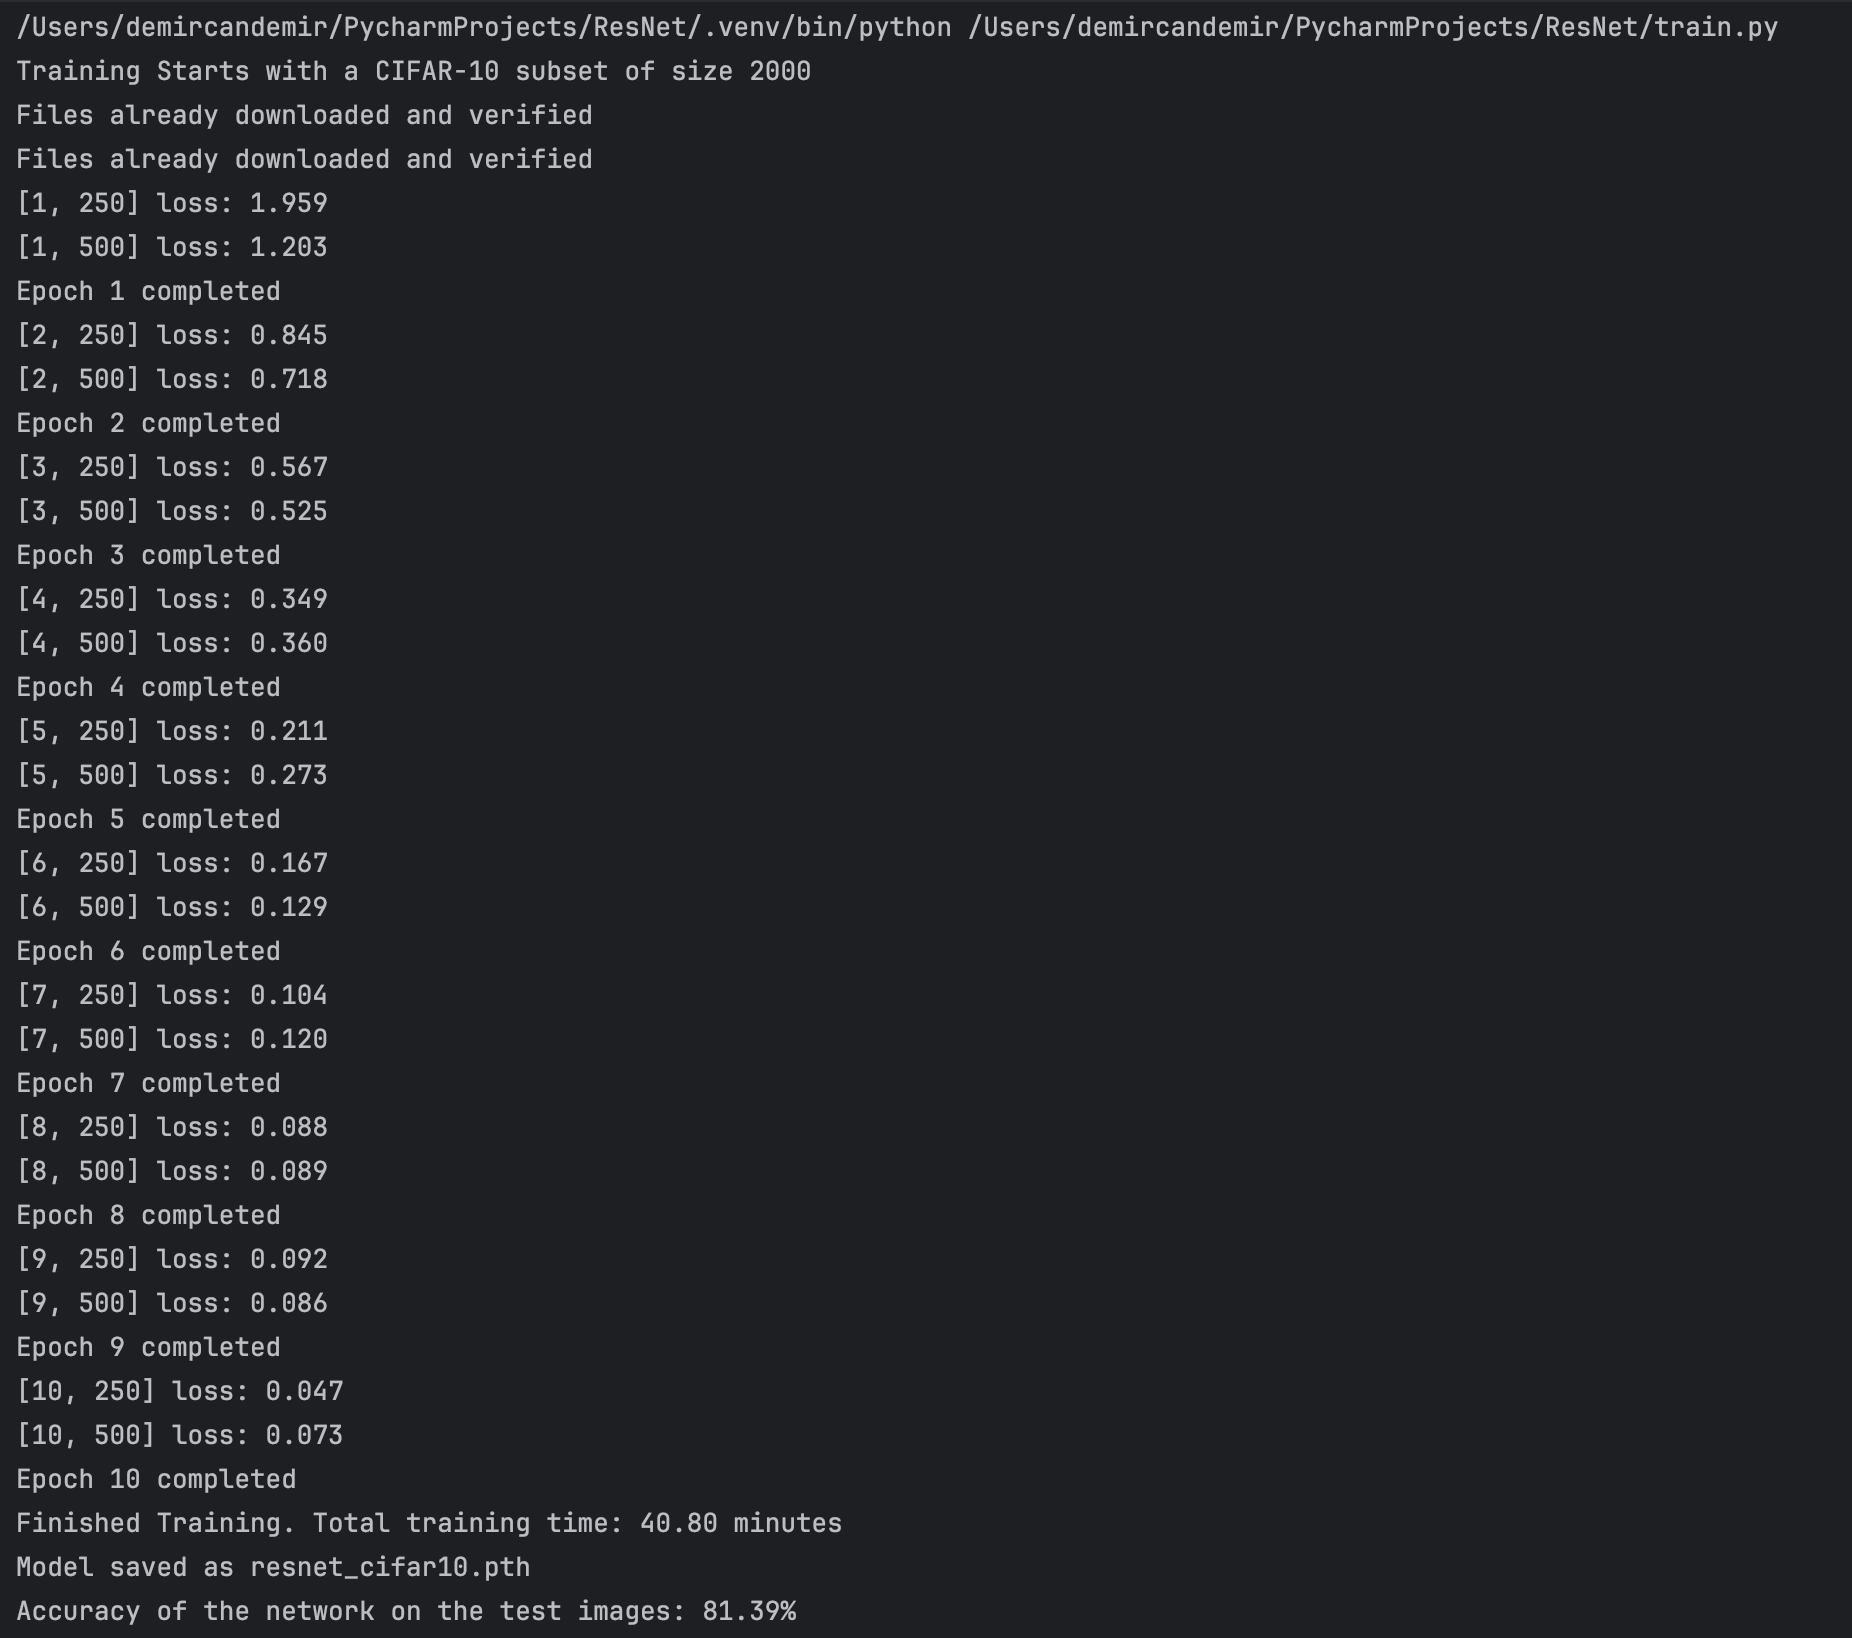 /Users/demircandemir/PycharmProjects/ResNet/.venv/bin/python /Users/demircandemir/PycharmProjects/ResNet/train.py
Training Starts with a CIFAR-10 subset of size 2000
Files already downloaded and verified
Files already downloaded and verified
[1, 250] loss: 1.959
[1, 500] loss: 1.203
Epoch 1 completed
[2, 250] loss: 0.845
[2, 500] loss: 0.718
Epoch 2 completed
[3, 250] loss: 0.567
[3, 500] loss: 0.525
Epoch 3 completed
[4, 250] loss: 0.349
[4, 500] loss: 0.360
Epoch 4 completed
[5, 250] loss: 0.211
[5, 500] loss: 0.273
Epoch 5 completed
[6, 250] loss: 0.167
[6, 500] loss: 0.129
Epoch 6 completed
[7, 250] loss: 0.104
[7, 500] loss: 0.120
Epoch 7 completed
[8, 250] loss: 0.088
[8, 500] loss: 0.089
Epoch 8 completed
[9, 250] loss: 0.092
[9, 500] loss: 0.086
Epoch 9 completed
[10, 250] loss: 0.047
[10, 500] loss: 0.073
Epoch 10 completed
Finished Training. Total training time: 40.80 minutes
Model saved as resnet_cifar10.pth
Accuracy of the network on the test images: 81.39%